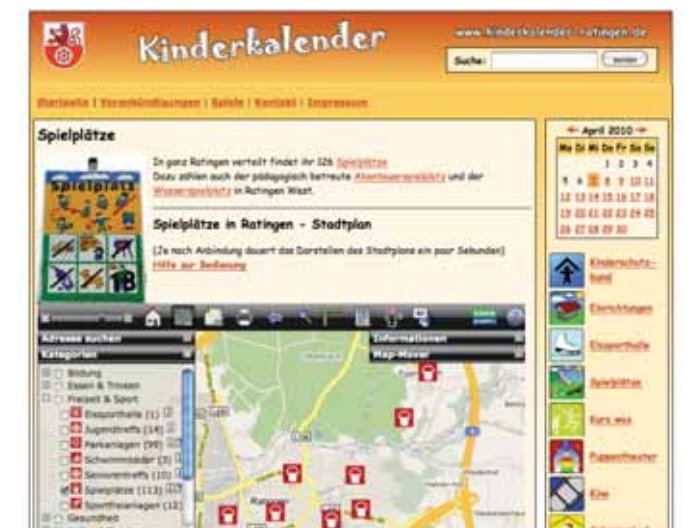 Kinderkalender
www.kinderkalender-ratingen.de
Suche:
Startseite | Vorankündigungen | Spiele | Kontakt | Impressum
Spielplätze
In ganz Ratingen verteilt findet ihr 126 Spielplätze
Dazu zählen auch der pädagogisch betreute Abenteuerspielplatz und der
Wasserspielplatz in Ratingen West.
Spielplatz
Spielplätze in Ratingen - Stadtplan
(Je nach Anbindung dauert das Darstellen des Stadtplans ein paar Sekunden)
Hilfe zur Bedienung
Adresse suchen
Kategorien
Bildung
Essen & Trinken
Freizeit & Sport
Eissporthalle (1)
Jugendtreffs (14)
Parkanlagen (99)
Schwimmbäder (3)
Seniorentreffs (10)
Spielplätze (113)
Sportfreianlagen (12)
Gesundheit
Informationen
Map-Mover
Ratingen
April 2010
Mo Di Mi Do Fr Sa So
1 2 3 4
5 6 7 8 9 10 11
12 13 14 15 16 17 18
19 20 21 22 23 24 25
26 27 28 29 30
Kinderschutz-
bund
Einrichtungen
Eissporthalle
Spielplätze
Kurs was
Puppentheater
Kino